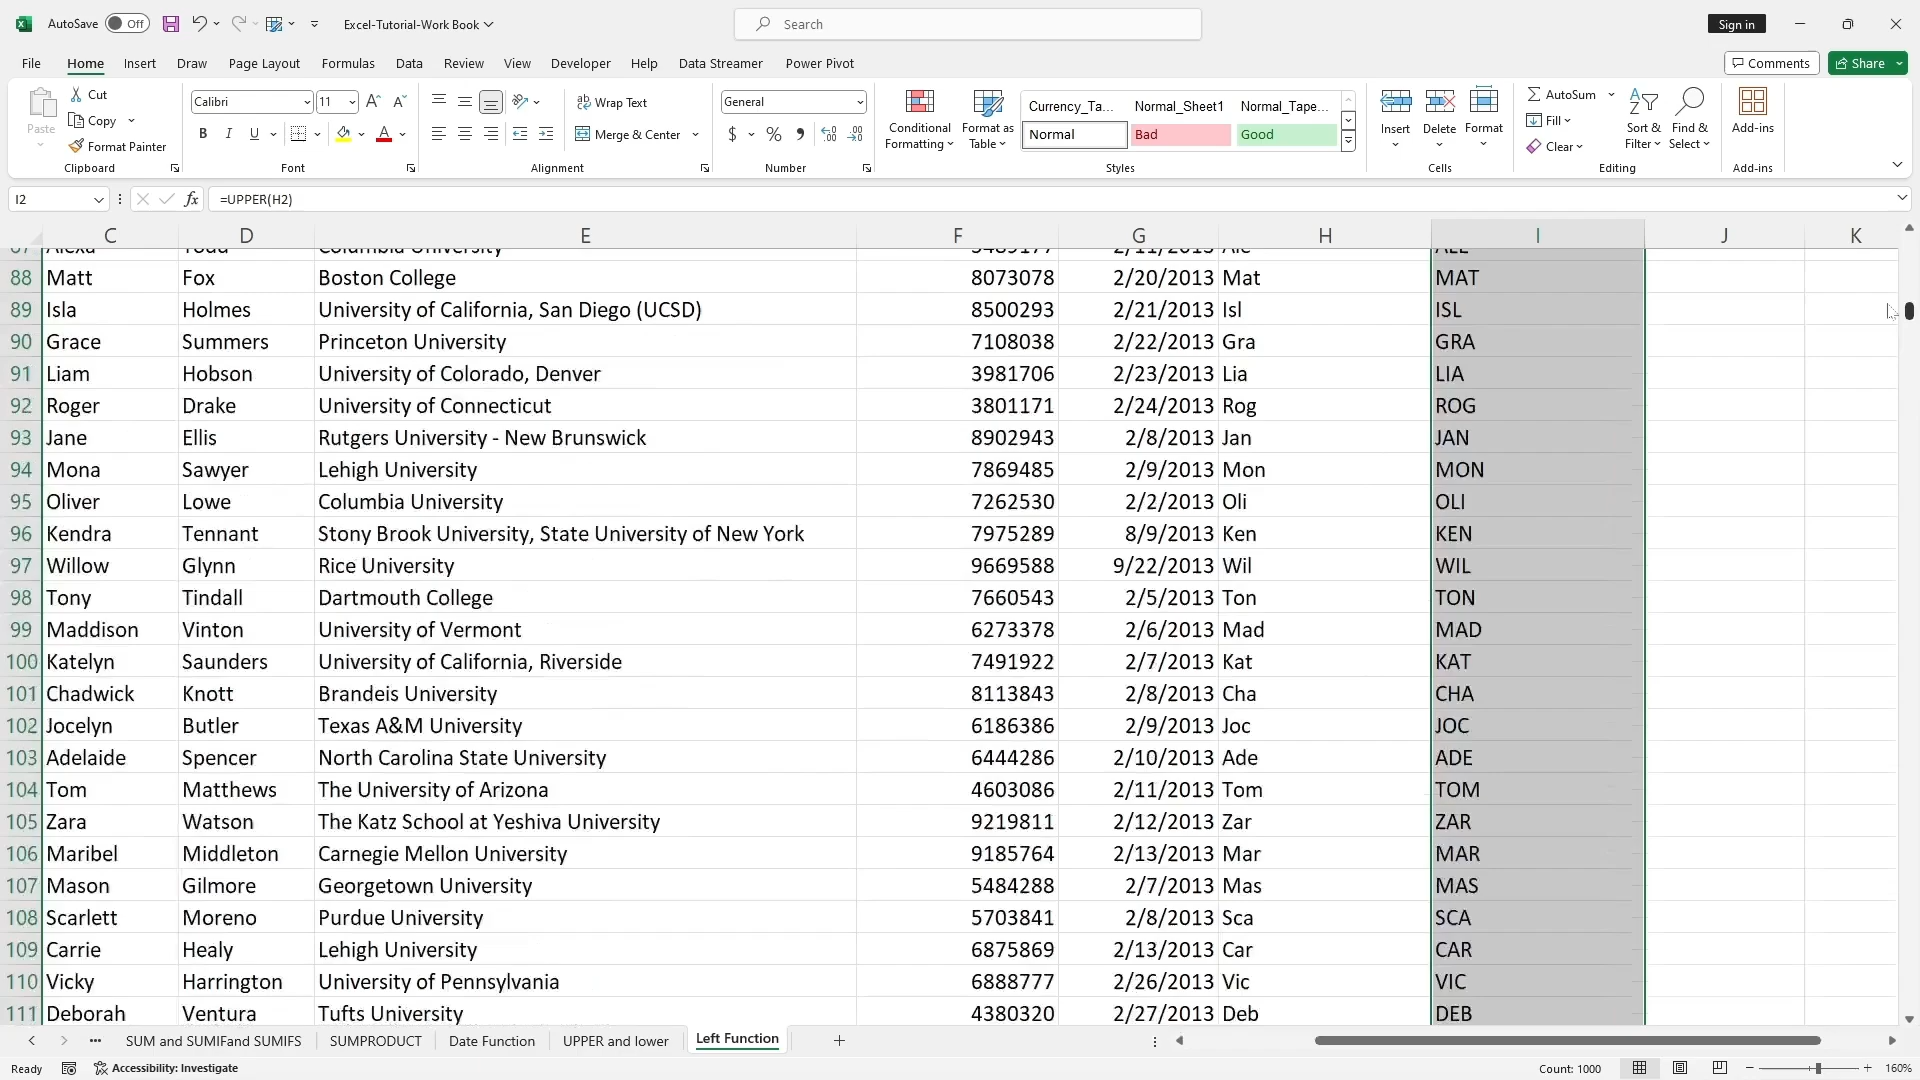 AutoSave Off Excel-Tutorial-Work Book Search Sign in
File Home Insert Draw Page Layout Formulas Data Review View Developer Help Data Streamer Power Pivot Comments Share
Paste Cut Copy Format Painter Clipboard
Calibri 11 B I U Font
Wrap Text Merge & Center Alignment
General $ % Number
Conditional Formatting Format as Table
Currency_Ta... Normal_Sheet1 Normal_Tape...
Normal Bad Good
Styles
Insert Delete Format Cells
AutoSum Fill Clear Sort & Filter Find & Select Editing
Add-ins Add-ins
I2 fx =UPPER(H2)
C D E F G H I J K
87 Alexa Todd Columbia University 5489177 2/11/2013 Ale ALE
88 Matt Fox Boston College 8073078 2/20/2013 Mat MAT
89 Isla Holmes University of California, San Diego (UCSD) 8500293 2/21/2013 Isl ISL
90 Grace Summers Princeton University 7108038 2/22/2013 Gra GRA
91 Liam Hobson University of Colorado, Denver 3981706 2/23/2013 Lia LIA
92 Roger Drake University of Connecticut 3801171 2/24/2013 Rog ROG
93 Jane Ellis Rutgers University - New Brunswick 8902943 2/8/2013 Jan JAN
94 Mona Sawyer Lehigh University 7869485 2/9/2013 Mon MON
95 Oliver Lowe Columbia University 7262530 2/2/2013 Oli OLI
96 Kendra Tennant Stony Brook University, State University of New York 7975289 8/9/2013 Ken KEN
97 Willow Glynn Rice University 9669588 9/22/2013 Wil WIL
98 Tony Tindall Dartmouth College 7660543 2/5/2013 Ton TON
99 Maddison Vinton University of Vermont 6273378 2/6/2013 Mad MAD
100 Katelyn Saunders University of California, Riverside 7491922 2/7/2013 Kat KAT
101 Chadwick Knott Brandeis University 8113843 2/8/2013 Cha CHA
102 Jocelyn Butler Texas A&M University 6186386 2/9/2013 Joc JOC
103 Adelaide Spencer North Carolina State University 6444286 2/10/2013 Ade ADE
104 Tom Matthews The University of Arizona 4603086 2/11/2013 Tom TOM
105 Zara Watson The Katz School at Yeshiva University 9219811 2/12/2013 Zar ZAR
106 Maribel Middleton Carnegie Mellon University 9185764 2/13/2013 Mar MAR
107 Mason Gilmore Georgetown University 5484288 2/7/2013 Mas MAS
108 Scarlett Moreno Purdue University 5703841 2/8/2013 Sca SCA
109 Carrie Healy Lehigh University 6875869 2/13/2013 Car CAR
110 Vicky Harrington University of Pennsylvania 6888777 2/26/2013 Vic VIC
111 Deborah Ventura Tufts University 4380320 2/27/2013 Deb DEB
SUM and SUMIFand SUMIFS SUMPRODUCT Date Function UPPER and lower Left Function
Ready Accessibility: Investigate Count: 1000 160%